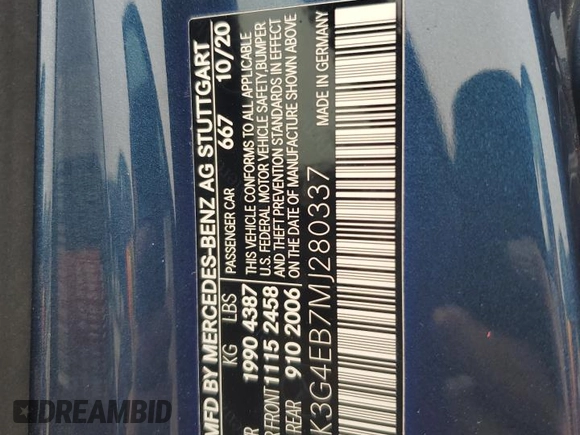 MFD BY MERCEDES-BENZ AG STUTTGART
KG LBS PASSENGER CAR 667 10/20
1990 4387 THIS VEHICLE CONFORMS TO ALL APPLICABLE
U.S. FEDERAL MOTOR VEHICLE SAFETY, BUMPER
FRONT 1115 2458 AND THEFT PREVENTION STANDARDS IN EFFECT
REAR 910 2006 ON THE DATE OF MANUFACTURE SHOWN ABOVE
K3G4EB7MJ280337 MADE IN GERMANY
DREAMBID